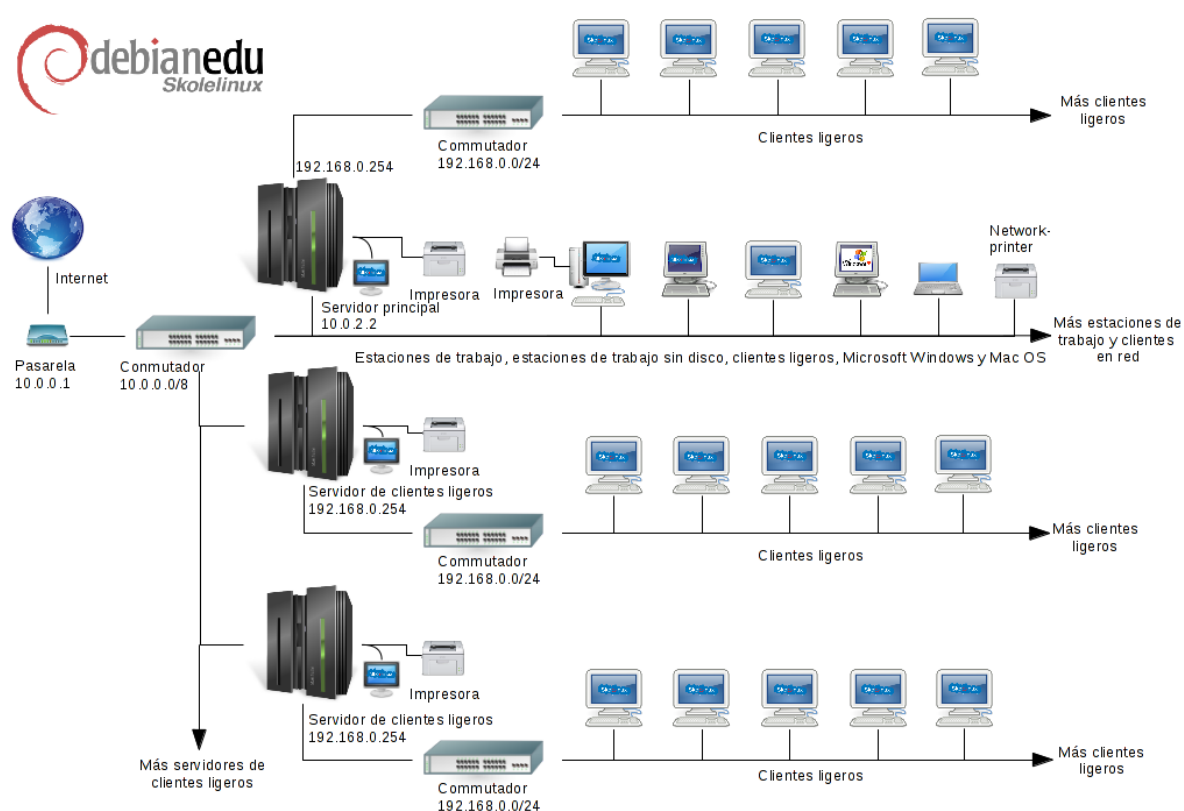 debianedu
Skolelinux
Commutador
192.168.0.0/24
Clientes ligeros
Más clientes
ligeros
192.168.0.254
Internet
Impresora
Impresora
Network-
printer
Windows
Servidor principal
10.0.2.2
Pasarela
10.0.0.1
Conmutador
10.0.0.0/8
Estaciones de trabajo, estaciones de trabajo sin disco, clientes ligeros, Microsoft Windows y Mac OS
Más estaciones de
trabajo y clientes
en red
Impresora
Servidor de clientes ligeros
192.168.0.254
Commutador
192.168.0.0/24
Clientes ligeros
Más clientes
ligeros
Impresora
Servidor de clientes ligeros
192.168.0.254
Commutador
192.168.0.0/24
Clientes ligeros
Más clientes
ligeros
Más servidores de
clientes ligeros